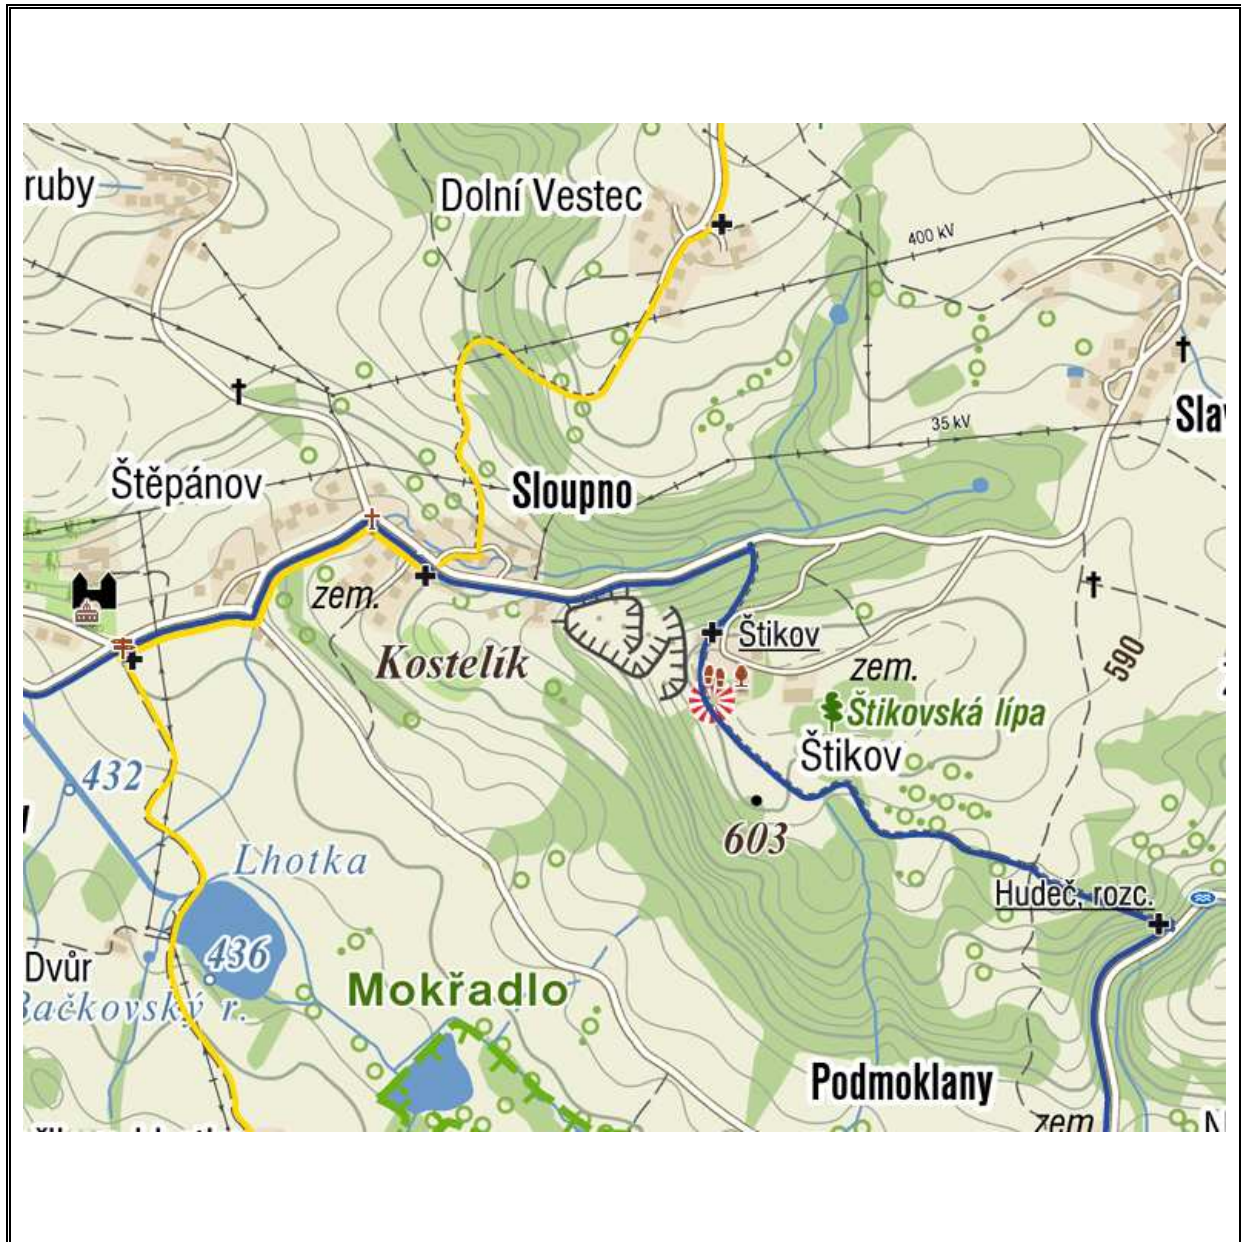 ruby
Dolní Vestec
400 kV
35 kV
Štěpánov
Sloupno
zem.
Kostelík
Štikov
zem.
590
Štikovská lípa
Štikov
432
603
Lhotka
Hudeč, rozc.
436
Dvůr
Bačkovský r.
Mokřadlo
Podmoklany
zem
N